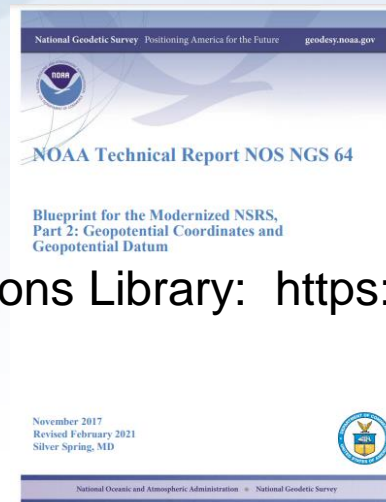 National Geodetic Survey Positioning America for the Future geodesy.noaa.gov
NOAA
NOAA Technical Report NOS NGS 64
Blueprint for the Modernized NSRS,
Part 2: Geopotential Coordinates and
Geopotential Datum
ons Library: https:
November 2017
Revised February 2021
Silver Spring, MD
National Oceanic and Atmospheric Administration National Geodetic Survey